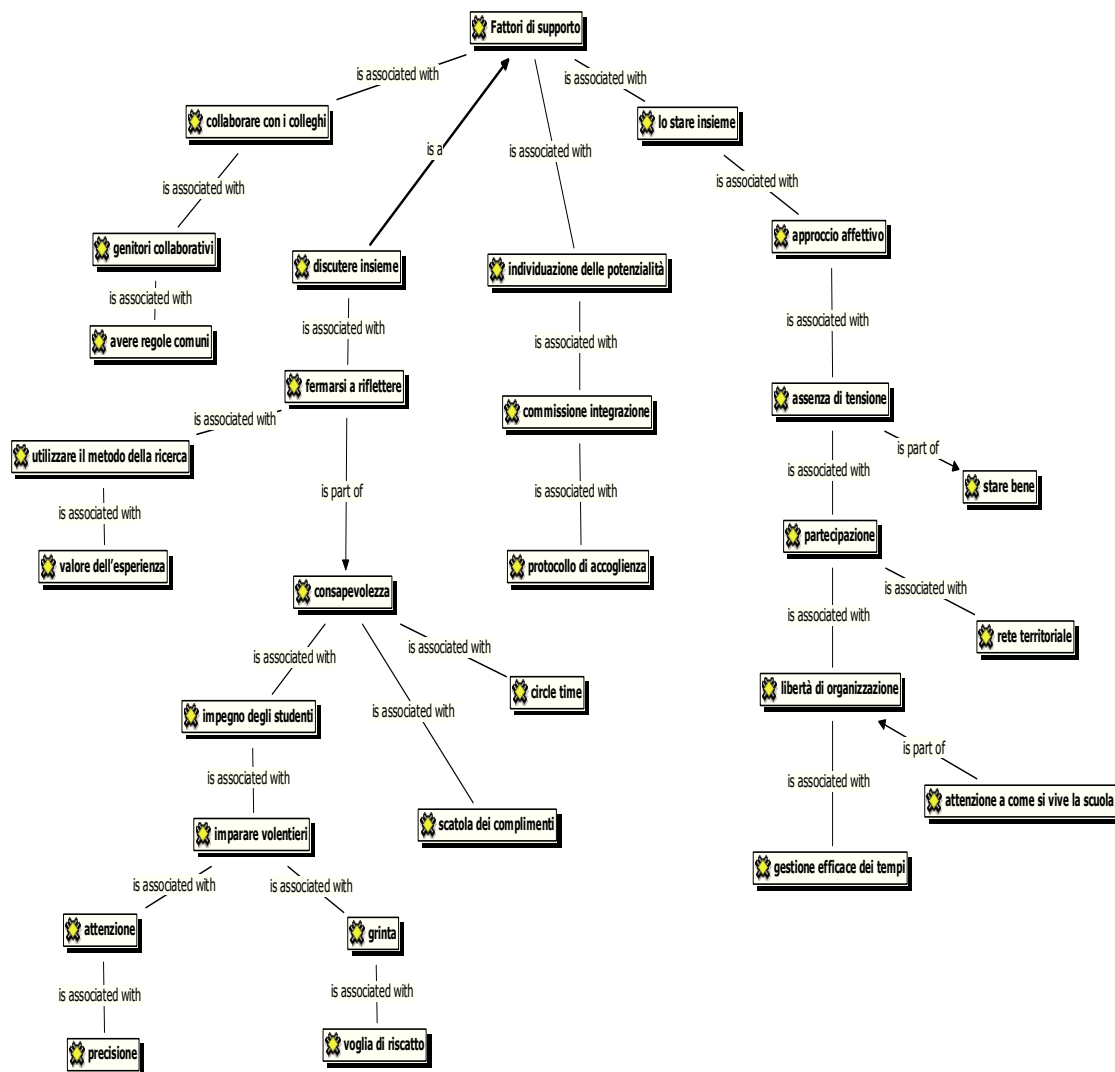 Fattori di supporto
is associated with
collaborare con i colleghi
lo stare insieme
is a
is associated with
is associated with
is associated with
is associated with
genitori collaborativi
discutere insieme
individuazione delle potenzialità
approccio affettivo
is associated with
avere regole comuni
is associated with
is associated with
is associated with
fermarsi a riflettere
commissione integrazione
assenza di tensione
is associated with
utilizzare il metodo della ricerca
is part of
stare bene
is associated with
is part of
is associated with
is associated with
valore dell'esperienza
protocollo di accoglienza
partecipazione
is associated with
consapevolezza
is associated with
rete territoriale
is associated with
is associated with
circle time
libertà di organizzazione
impegno degli studenti
is associated with
is part of
is associated with
is associated with
attenzione a come si vive la scuola
imparare volentieri
scatola dei complimenti
gestione efficace dei tempi
is associated with
is associated with
attenzione
grinta
is associated with
is associated with
precisione
voglia di riscatto